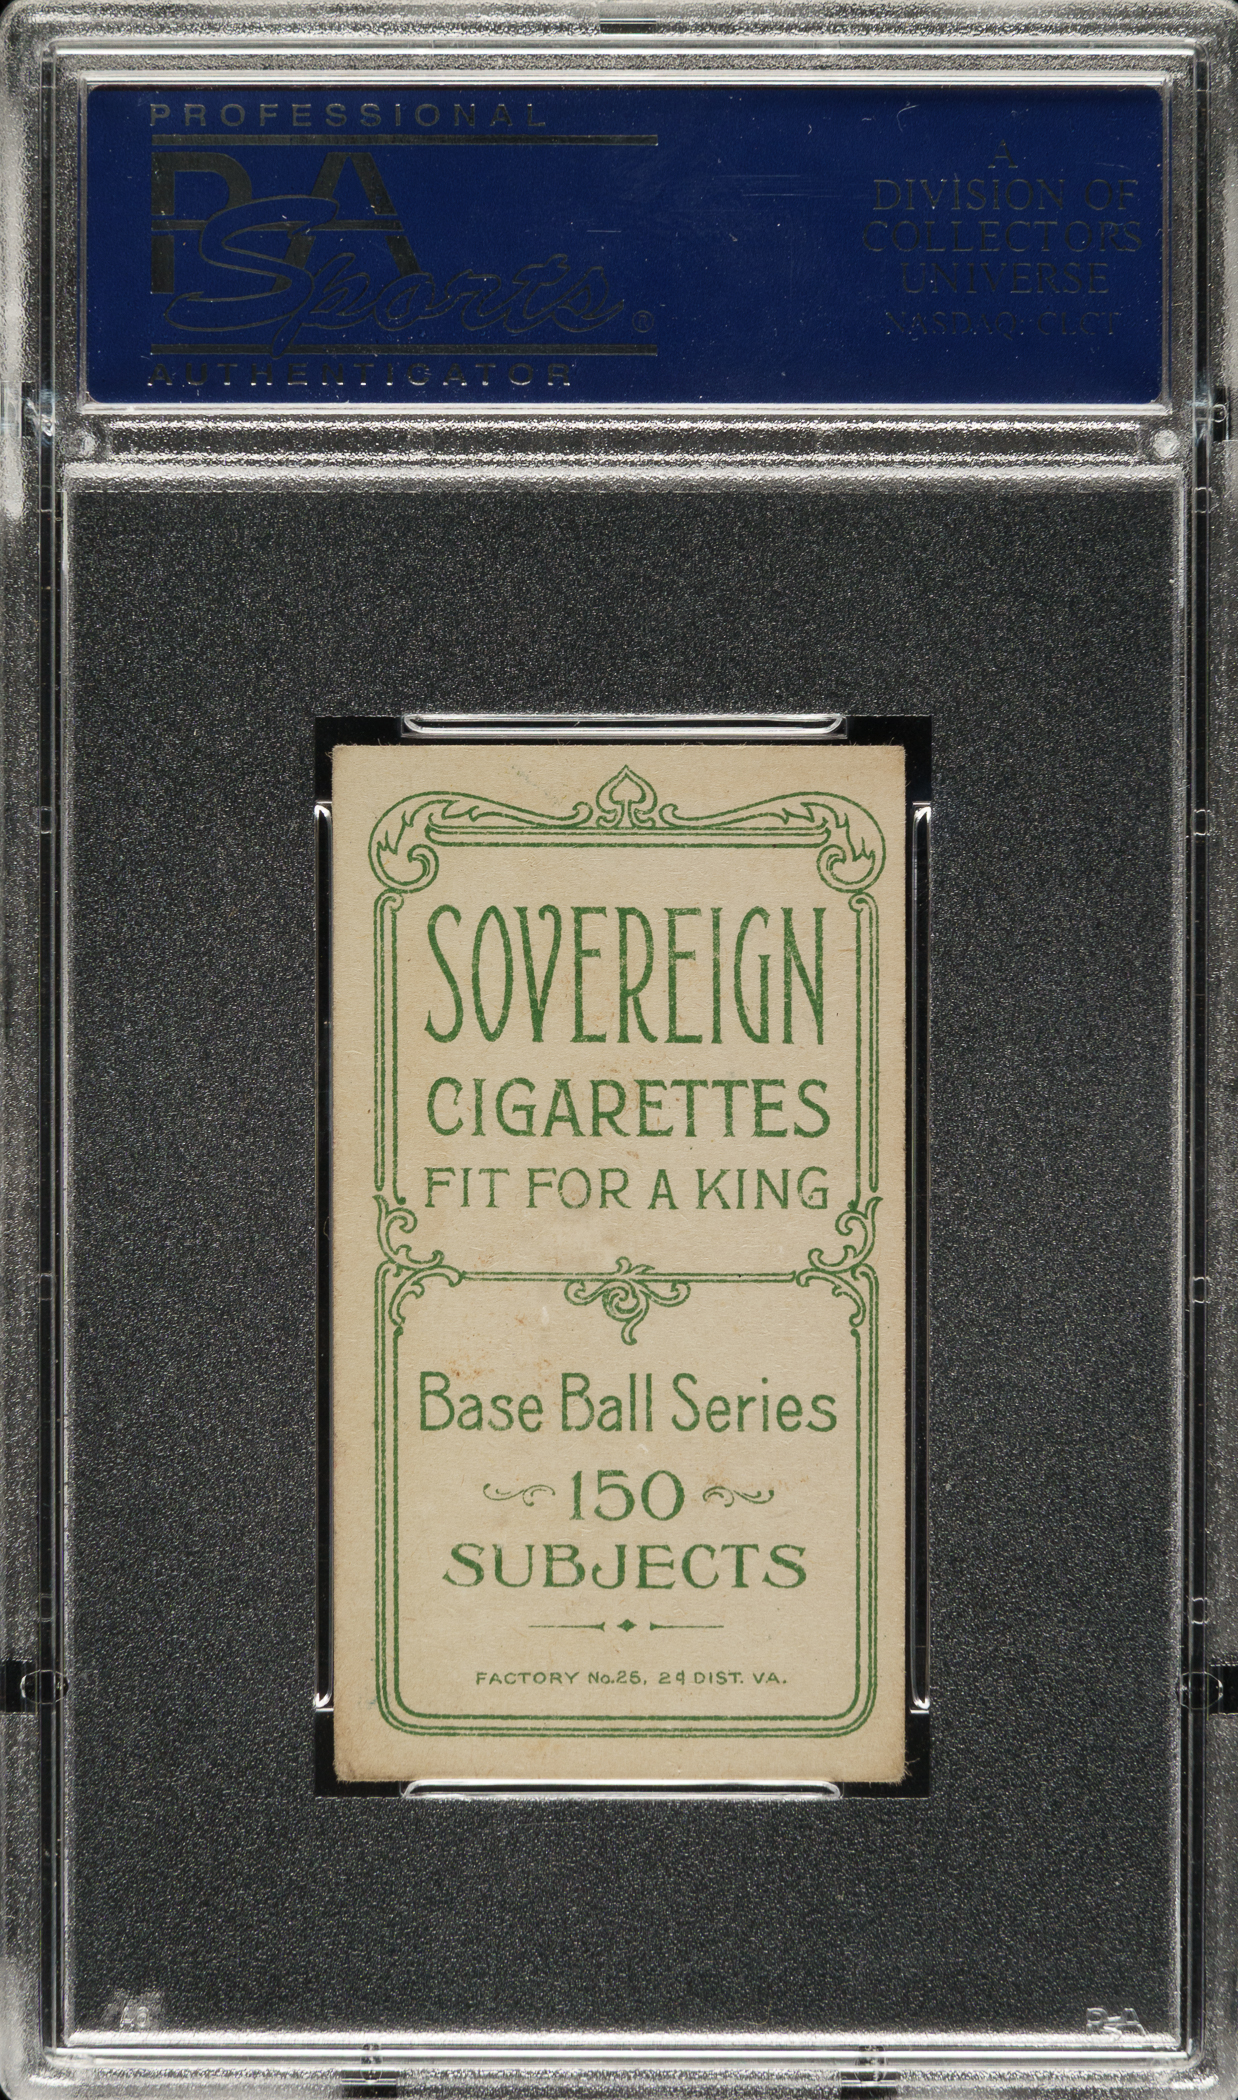 PROFESSIONAL
PSA
Sports®
AUTHENTICATOR
A
DIVISION OF
COLLECTORS
UNIVERSE
NASDAQ: CLCT
SOVEREIGN
CIGARETTES
FIT FOR A KING
Base Ball Series
150
SUBJECTS
FACTORY No.25, 2d DIST. VA.
PSA